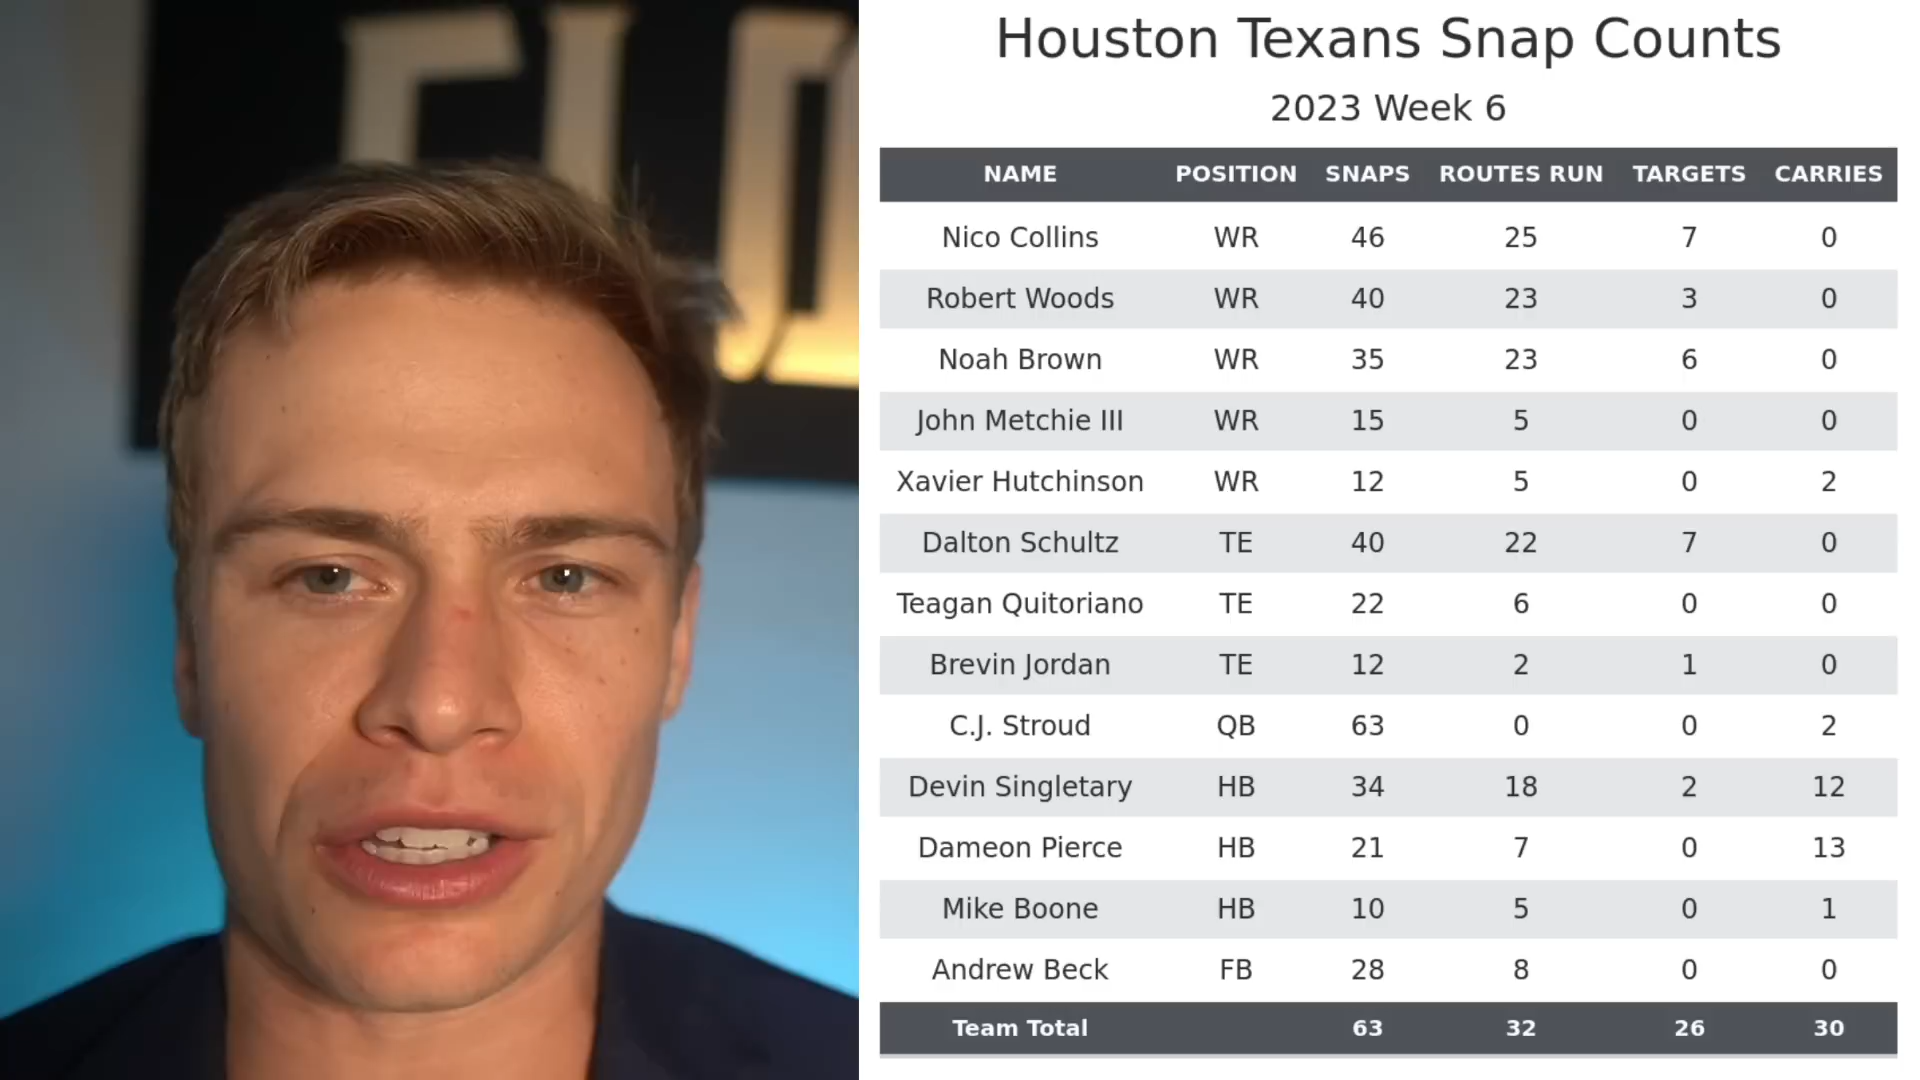 Houston Texans Snap Counts
2023 Week 6
NAME POSITION SNAPS ROUTES RUN TARGETS CARRIES
Nico Collins WR 46 25 7 0
Robert Woods WR 40 23 3 0
Noah Brown WR 35 23 6 0
John Metchie III WR 15 5 0 0
Xavier Hutchinson WR 12 5 0 2
Dalton Schultz TE 40 22 7 0
Teagan Quitoriano TE 22 6 0 0
Brevin Jordan TE 12 2 1 0
C.J. Stroud QB 63 0 0 2
Devin Singletary HB 34 18 2 12
Dameon Pierce HB 21 7 0 13
Mike Boone HB 10 5 0 1
Andrew Beck FB 28 8 0 0
Team Total 63 32 26 30